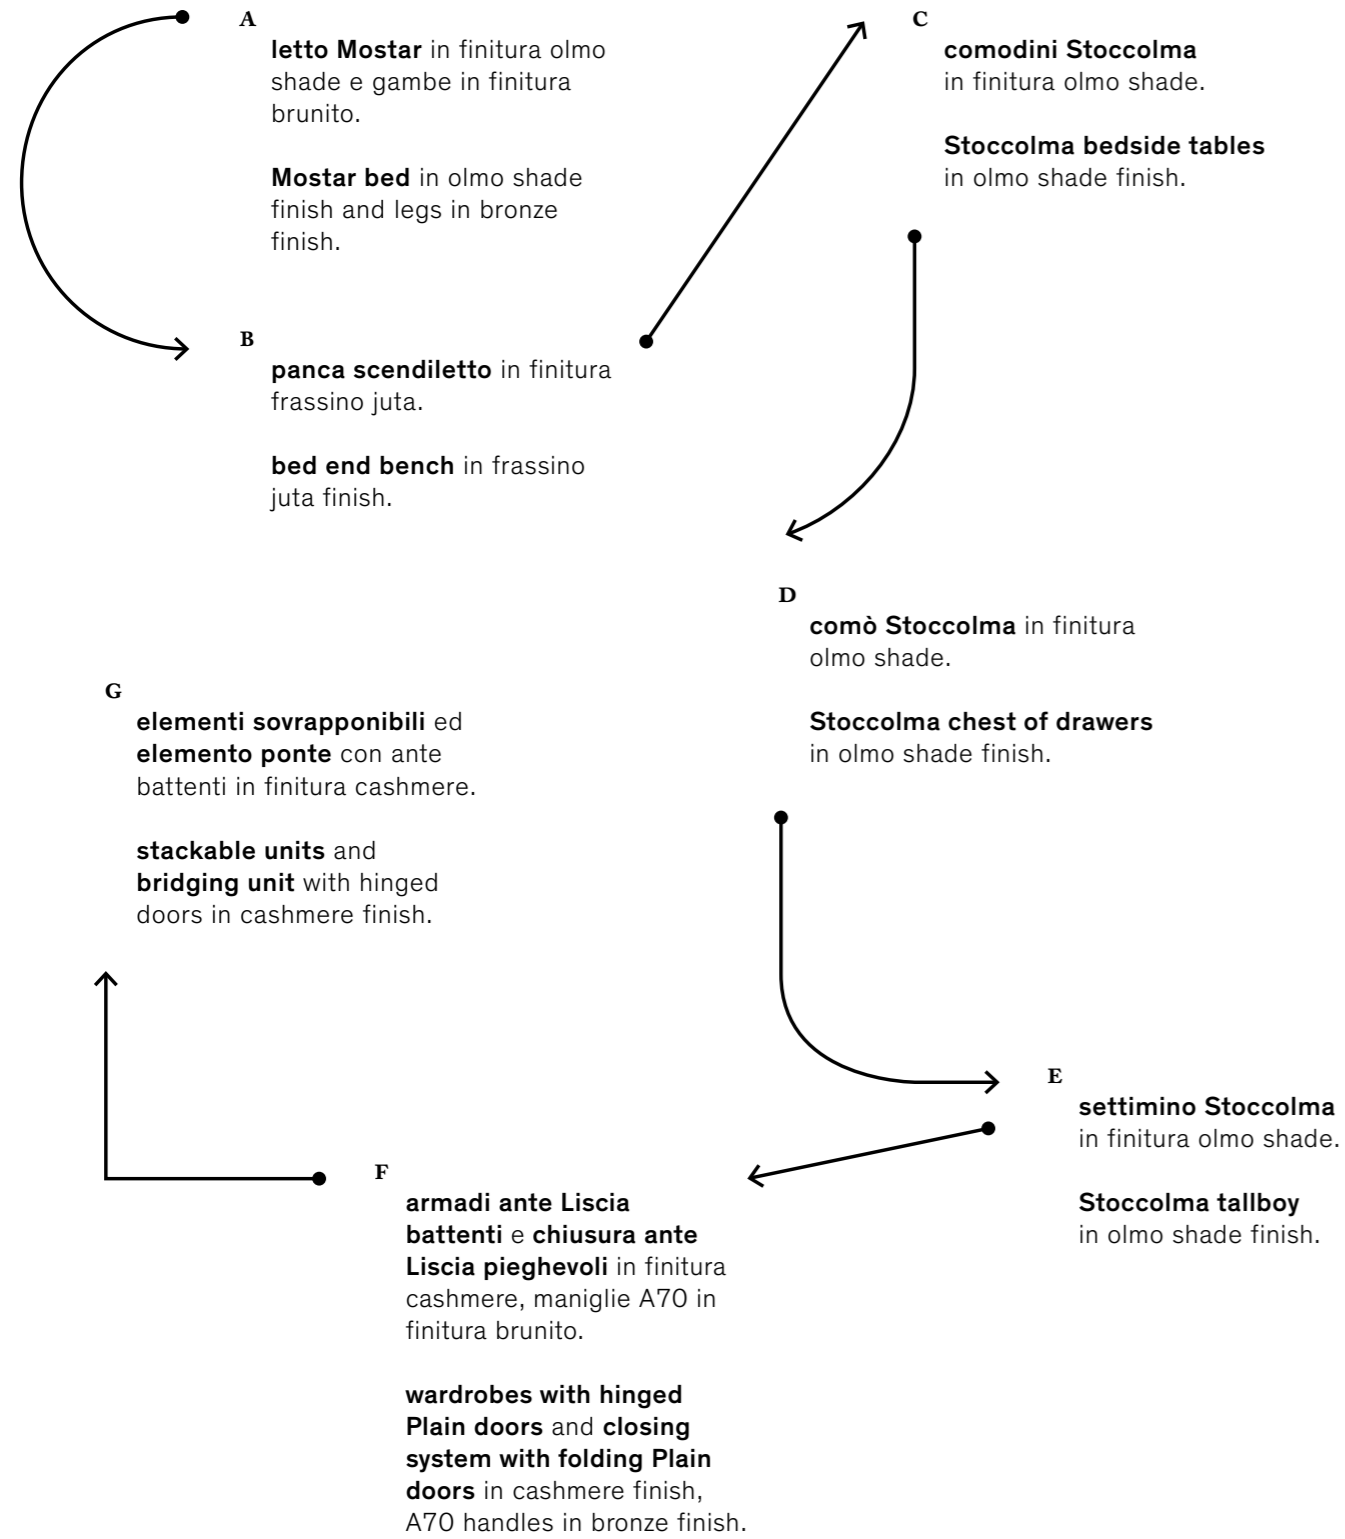 A
letto Mostar in finitura olmo
shade e gambe in finitura
brunito.
Mostar bed in olmo shade
finish and legs in bronze
finish.
B
panca scendiletto in finitura
frassino juta.
bed end bench in frassino
juta finish.
C
comodini Stoccolma
in finitura olmo shade.
Stoccolma bedside tables
in olmo shade finish.
D
comò Stoccolma in finitura
olmo shade.
Stoccolma chest of drawers
in olmo shade finish.
E
settimino Stoccolma
in finitura olmo shade.
Stoccolma tallboy
in olmo shade finish.
F
armadi ante Liscia
battenti e chiusura ante
Liscia pieghevoli in finitura
cashmere, maniglie A70 in
finitura brunito.
wardrobes with hinged
Plain doors and closing
system with folding Plain
doors in cashmere finish,
A70 handles in bronze finish.
G
elementi sovrapponibili ed
elemento ponte con ante
battenti in finitura cashmere.
stackable units and
bridging unit with hinged
doors in cashmere finish.